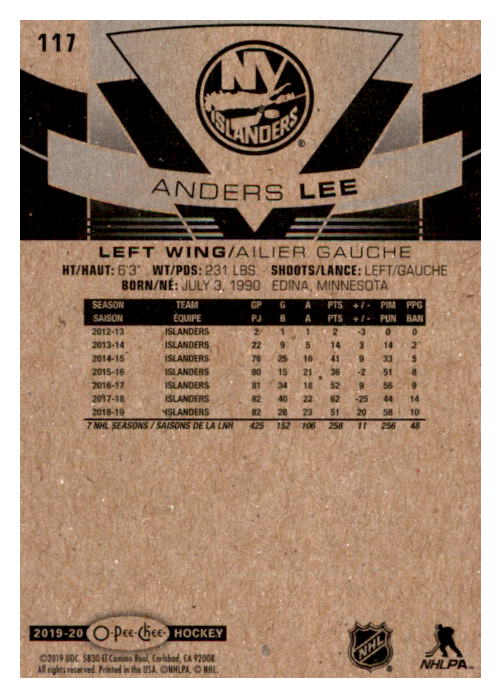 117
NY
ISLANDERS
®
ANDERS LEE
LEFT WING/AILIER GAUCHE
HT/HAUT: 6'3" WT/PDS: 231 LBS. SHOOTS/LANCE: LEFT/GAUCHE
BORN/NÉ: JULY 3, 1990 EDINA, MINNESOTA
SEASON TEAM GP G A PTS +/- PIM PPG
SAISON ÉQUIPE PJ B A PTS +/- PUN BAN
2012-13 ISLANDERS 2 1 1 2 -3 0 0
2013-14 ISLANDERS 22 9 5 14 3 14 2
2014-15 ISLANDERS 76 25 16 41 9 33 5
2015-16 ISLANDERS 80 15 21 36 -2 51 8
2016-17 ISLANDERS 81 34 18 52 9 56 9
2017-18 ISLANDERS 82 40 22 62 -25 44 14
2018-19 ISLANDERS 82 28 23 51 20 58 10
7 NHL SEASONS / SAISONS DE LA LNH 425 152 106 258 11 256 48
2019-20 O-Pee-Chee HOCKEY
©2019 UDC. 5830 El Camino Real, Carlsbad, CA 92008.
All rights reserved. Printed in the USA. ©NHLPA. © NHL.
NHL
NHLPA